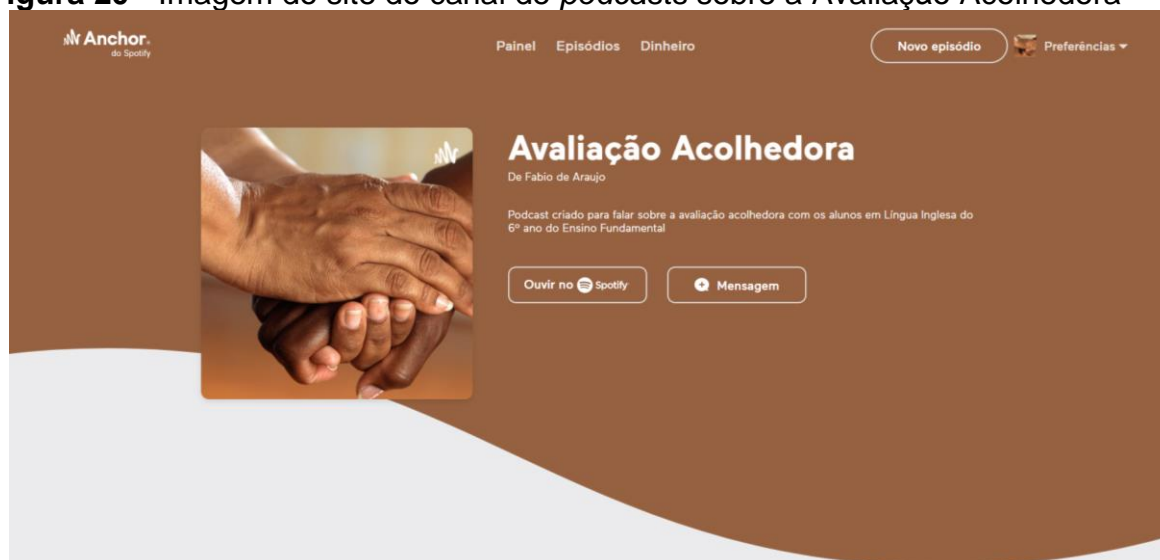 Imagem do site do canal de podcasts sobre a Avaliação Acolhedora
Anchor
do Spotify
Painel Episódios Dinheiro
Novo episódio
Preferências
Avaliação Acolhedora
De Fabio de Araujo
Podcast criado para falar sobre a avaliação acolhedora com os alunos em Língua Inglesa do
6º ano do Ensino Fundamental
Ouvir no Spotify
Mensagem